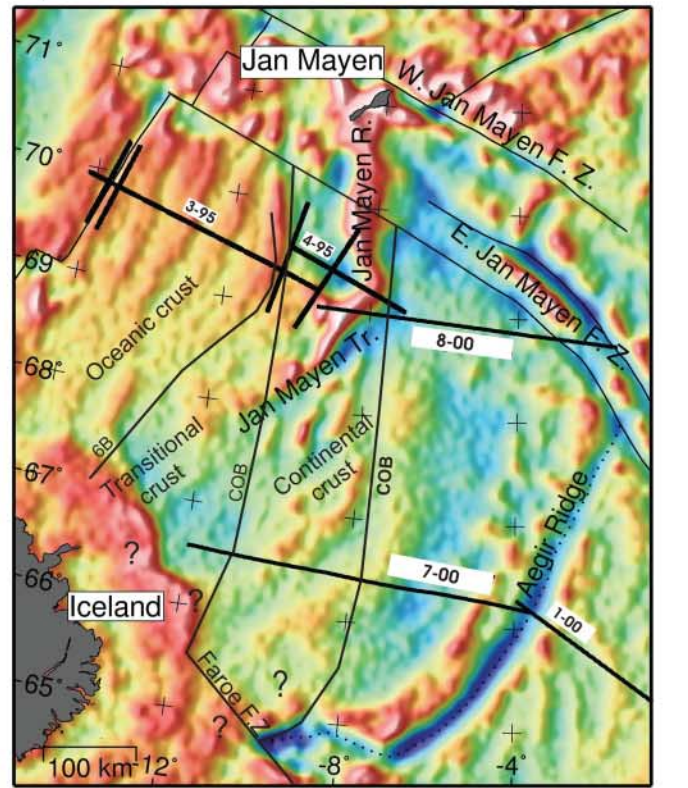 71°
Jan Mayen
W. Jan Mayen F. Z.
70°
Jan Mayen R.
3-95
4-95
E. Jan Mayen F. Z.
69°
Oceanic crust
8-00
68°
Jan Mayen Tr.
6B
Transitional
crust
COB
Continental
crust
COB
67°
Aegir Ridge
?
7-00
66°
Iceland
?
1-00
65°
Faroe F.Z.
?
?
100 km
-12°
-8°
-4°